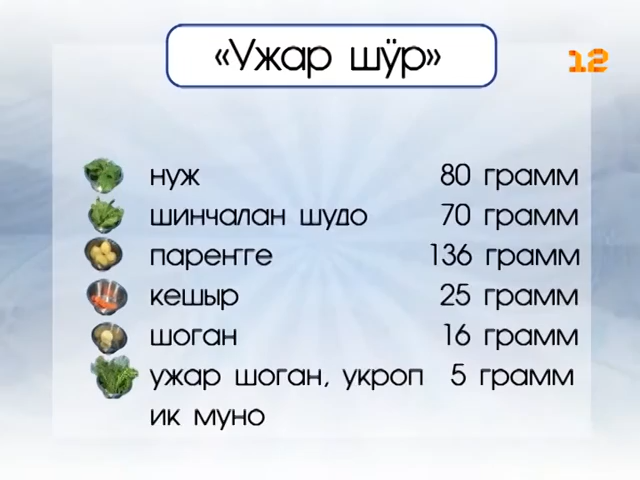 «Ужар шӱр»
12
нуж 80 грамм
шинчалан шудо 70 грамм
пареҥге 136 грамм
кешыр 25 грамм
шоган 16 грамм
ужар шоган, укроп 5 грамм
ик муно